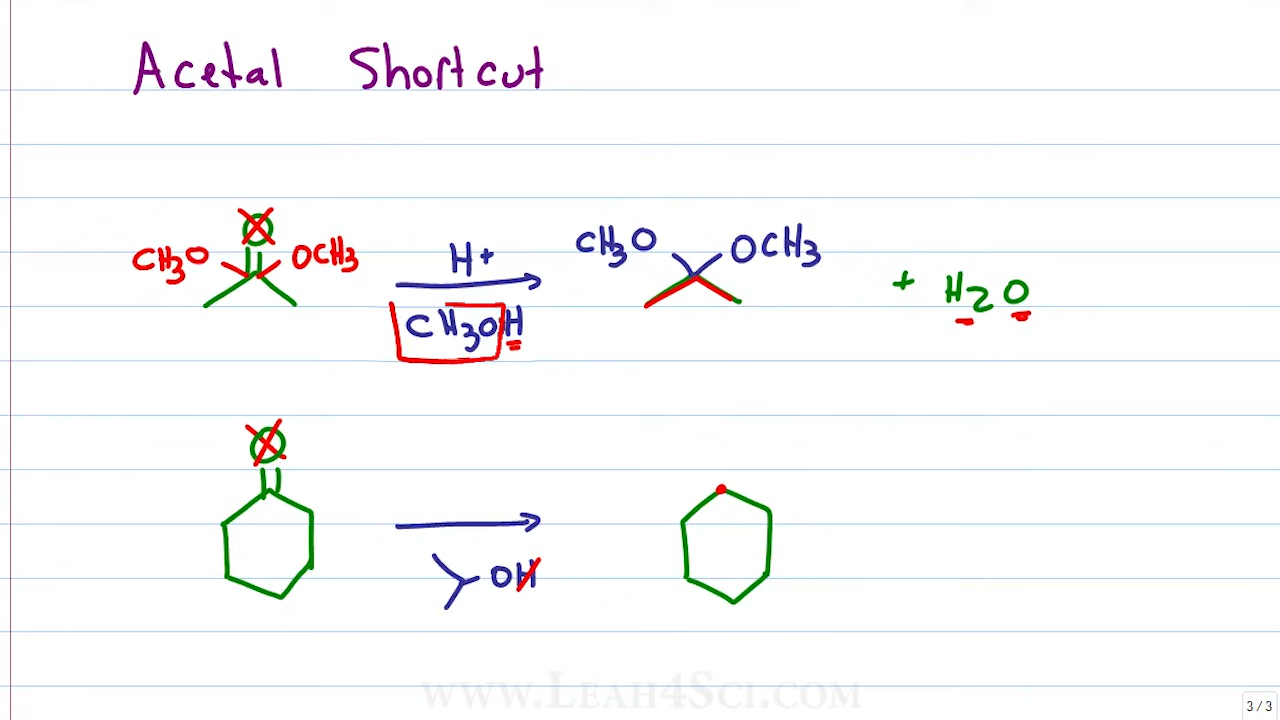 Acetal Shortcut
CH3O OCH3 H+ CH3O OCH3 + H2O
CH3OH
OH
www.Leah4Sci.com
3 / 3